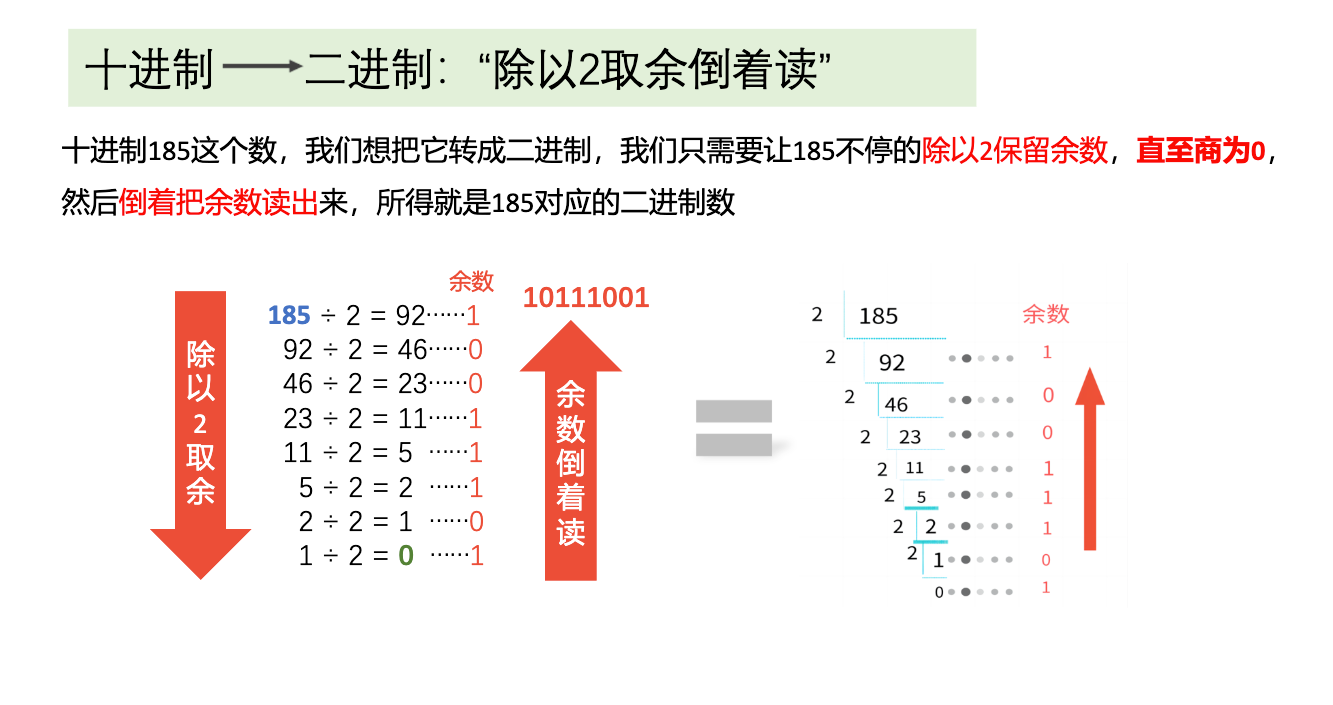 十进制 二进制：“除以2取余倒着读”
十进制185这个数，我们想把它转成二进制，我们只需要让185不停的除以2保留余数，直至商为0，
然后倒着把余数读出来，所得就是185对应的二进制数
除以2取余
余数
185 ÷ 2 = 92……1
92 ÷ 2 = 46……0
46 ÷ 2 = 23……0
23 ÷ 2 = 11……1
11 ÷ 2 = 5 ……1
5 ÷ 2 = 2 ……1
2 ÷ 2 = 1 ……0
1 ÷ 2 = 0 ……1
10111001
余数倒着读
余数
2 185
1
2 92
0
2 46
0
2 23
1
2 11
1
2 5
1
2 2
0
2 1
0 1